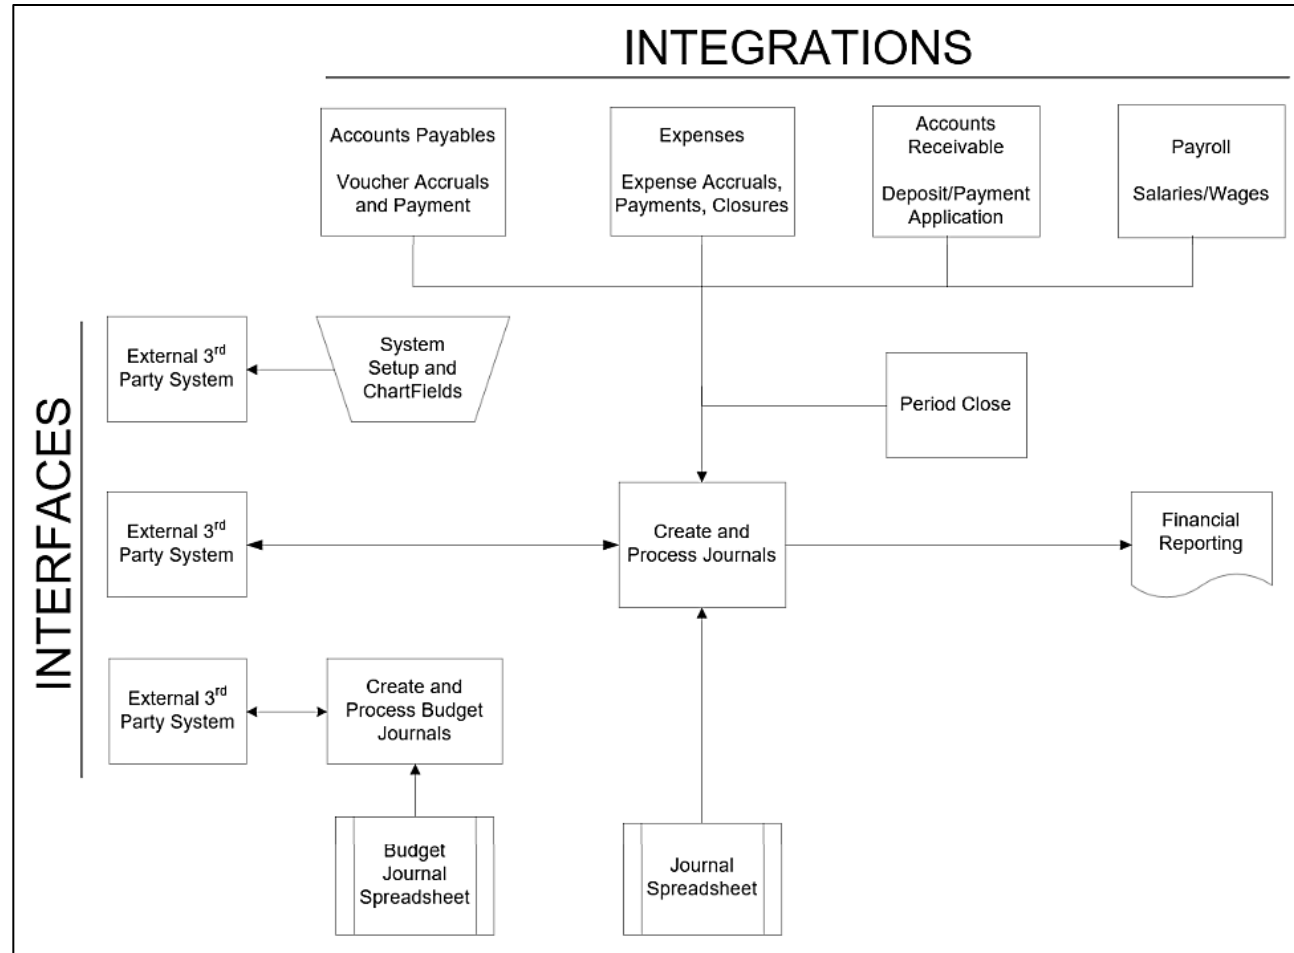 INTEGRATIONS
Accounts Payables
Voucher Accruals
and Payment
Expenses
Expense Accruals,
Payments, Closures
Accounts
Receivable
Deposit/Payment
Application
Payroll
Salaries/Wages
INTERFACES
External 3rd
Party System
System
Setup and
ChartFields
Period Close
External 3rd
Party System
Create and
Process Journals
Financial
Reporting
External 3rd
Party System
Create and
Process Budget
Journals
Budget
Journal
Spreadsheet
Journal
Spreadsheet